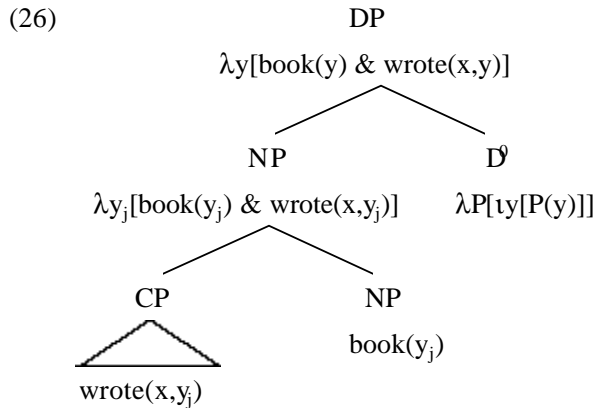 (26) DP
λy[book(y) & wrote(x,y)]
NP D⁰
λyⱼ[book(yⱼ) & wrote(x,yⱼ)] λP[ιy[P(y)]]
CP NP
book(yⱼ)
wrote(x,yⱼ)